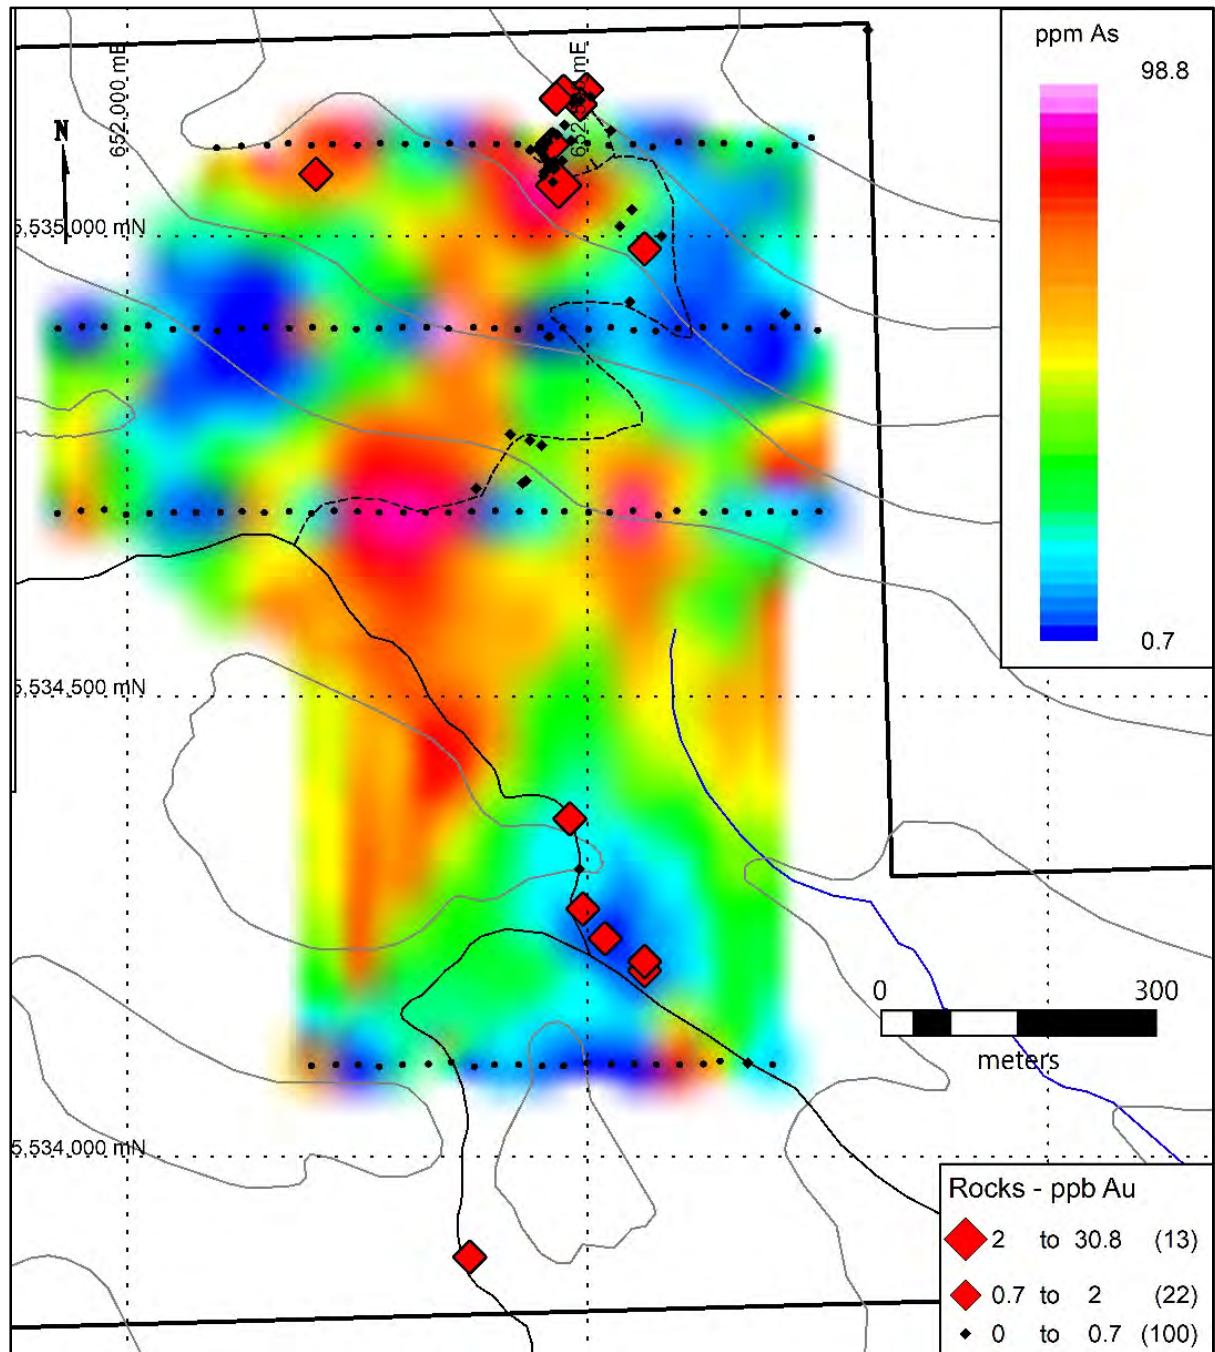 ppm As
98.8
0.7
N
652,000 mE
mE
5,535,000 mN
5,534,500 mN
0 300
meters
5,534,000 mN
Rocks - ppb Au
2 to 30.8 (13)
0.7 to 2 (22)
0 to 0.7 (100)